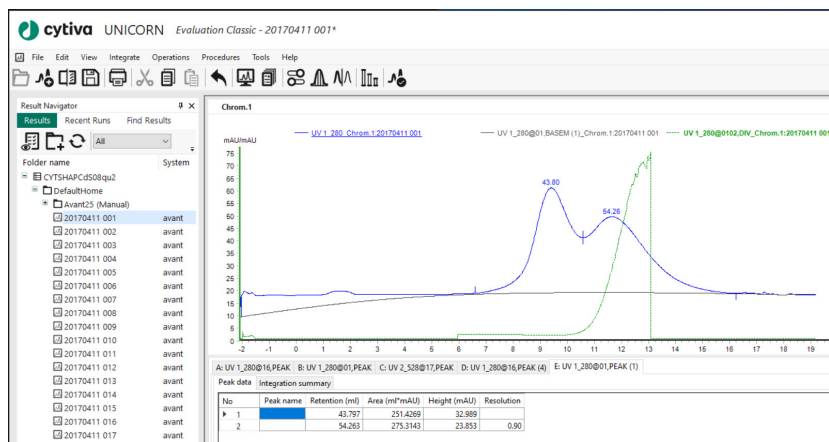 cytiva UNICORN Evaluation Classic - 20170411 001*
File Edit View Integrate Operations Procedures Tools Help
Result Navigator
Results Recent Runs Find Results
All
Folder name System
CYTSHAPCdS08qu2
DefaultHome
Avant25 (Manual)
20170411 001 avant
20170411 002 avant
20170411 003 avant
20170411 004 avant
20170411 005 avant
20170411 006 avant
20170411 007 avant
20170411 008 avant
20170411 009 avant
20170411 010 avant
20170411 011 avant
20170411 012 avant
20170411 013 avant
20170411 014 avant
20170411 015 avant
20170411 016 avant
20170411 017 avant
Chrom.1
UV 1_280_Chrom.1:20170411 001 UV 1_280@01,BASEM (1)_Chrom.1:20170411 001 UV 1_280@0102,DIV_Chrom.1:20170411 001
mAU/mAU
75
70
65
60
55
50
45
40
35
30
25
20
15
10
5
0
43.80
54.26
-2 -1 0 1 2 3 4 5 6 7 8 9 10 11 12 13 14 15 16 17 18 19
A: UV 1_280@16,PEAK B: UV 1_280@01,PEAK C: UV 2_528@17,PEAK D: UV 1_280@16,PEAK (4) E: UV 1_280@01,PEAK (1)
Peak data Integration summary
No Peak name Retention (ml) Area (ml*mAU) Height (mAU) Resolution
1 43.797 251.4269 32.989
2 54.263 275.3143 23.853 0.90